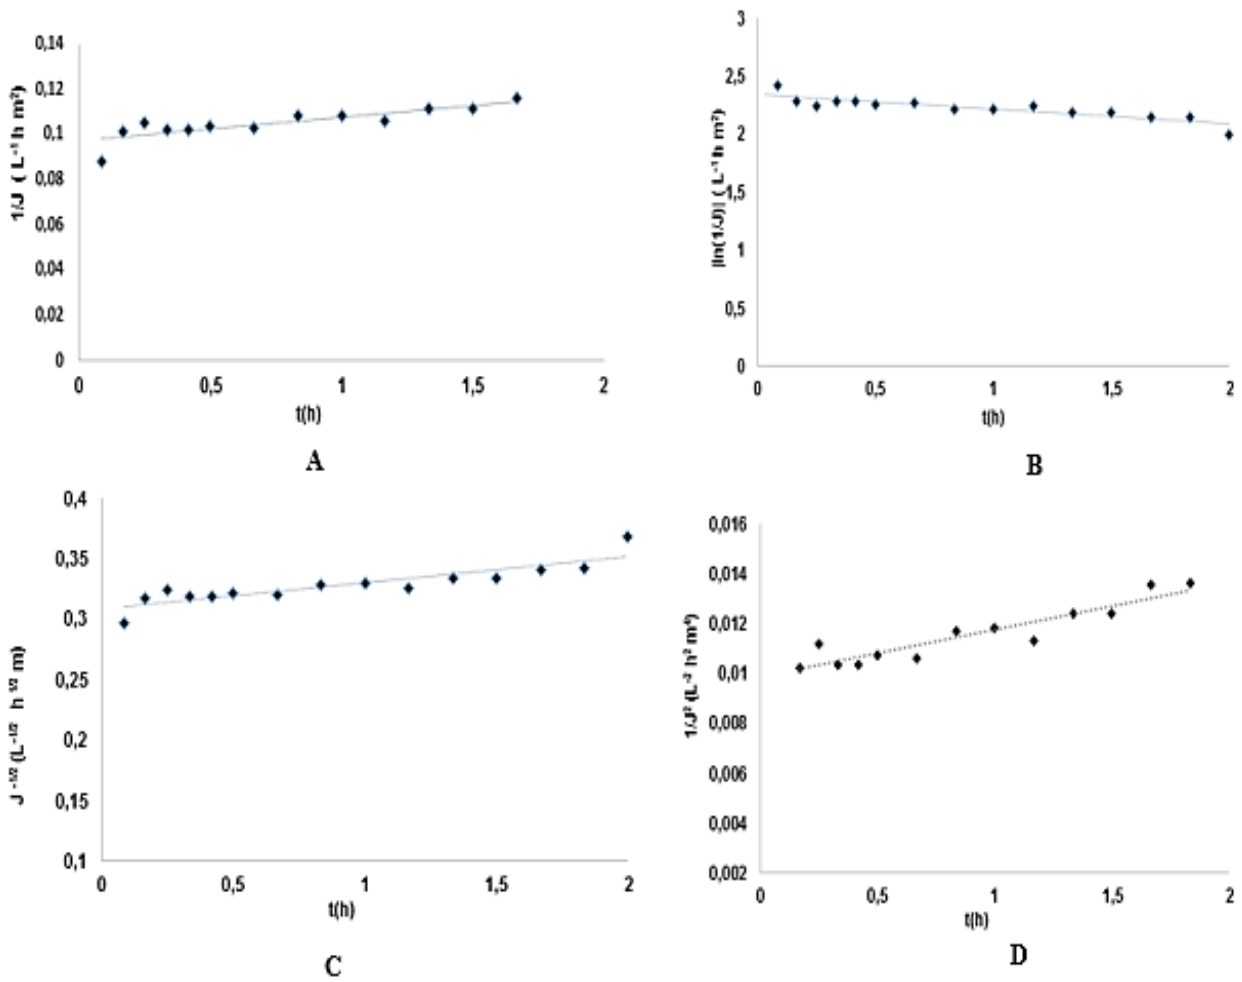 0,14
0,12
0,1
0,08
0,06
0,04
0,02
0
1/J ( L⁻¹ h m²)
0 0,5 1 1,5 2
t(h)
A
3
2,5
2
1,5
1
0,5
0
|ln(1/J)| ( L⁻¹ h m²)
0 0,5 1 1,5 2
t(h)
B
0,4
0,35
0,3
0,25
0,2
0,15
0,1
J ⁻¹/² (L⁻¹/² h ¹/² m)
0 0,5 1 1,5 2
t(h)
C
0,016
0,014
0,012
0,01
0,008
0,006
0,004
0,002
1/J² (L⁻² h² m⁴)
0 0,5 1 1,5 2
t(h)
D